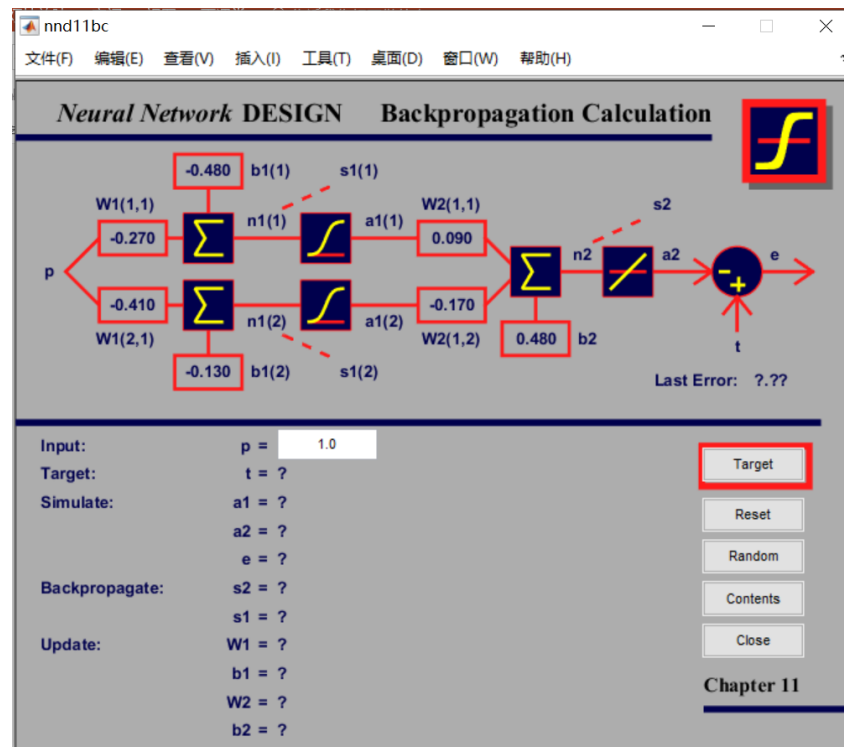 nnd11bc
文件(F) 编辑(E) 查看(V) 插入(I) 工具(T) 桌面(D) 窗口(W) 帮助(H)
Neural Network DESIGN Backpropagation Calculation
-0.480 b1(1) s1(1)
W1(1,1) W2(1,1) s2
-0.270 n1(1) a1(1) 0.090
p n2 a2 e
-0.410 n1(2) a1(2) -0.170
W1(2,1) W2(1,2) 0.480 b2 t
-0.130 b1(2) s1(2)
Last Error: ?.??
Input: p = 1.0
Target: t = ?
Simulate: a1 = ?
a2 = ?
e = ?
Backpropagate: s2 = ?
s1 = ?
Update: W1 = ?
b1 = ?
W2 = ?
b2 = ?
Target
Reset
Random
Contents
Close
Chapter 11